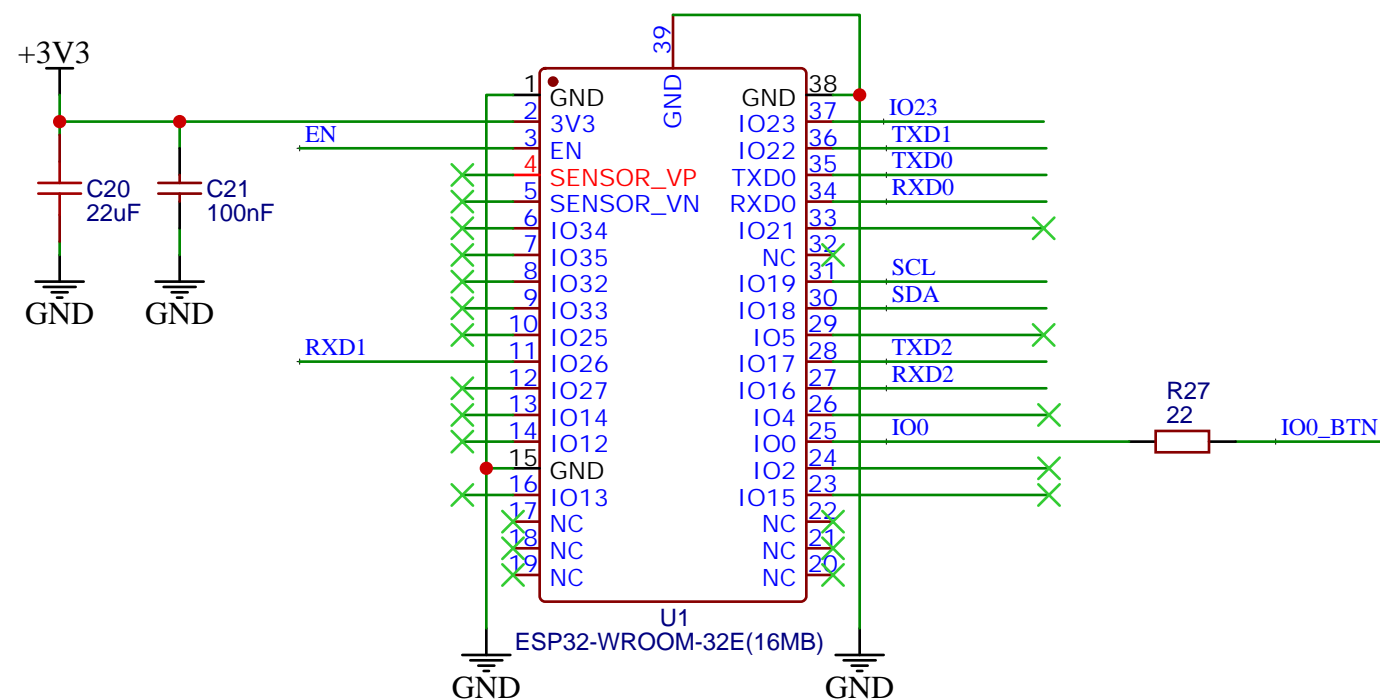 +3V3
C20
22uF
C21
100nF
GND
GND
EN
RXD1
39
GND
1 GND
2 3V3
3 EN
4 SENSOR_VP
5 SENSOR_VN
6 IO34
7 IO35
8 IO32
9 IO33
10 IO25
11 IO26
12 IO27
13 IO14
14 IO12
15 GND
16 IO13
17 NC
18 NC
19 NC
GND 38
IO23 37 IO23
IO22 36 TXD1
TXD0 35 TXD0
RXD0 34 RXD0
IO21 33
NC 32
IO19 31 SCL
IO18 30 SDA
IO5 29
IO17 28 TXD2
IO16 27 RXD2
IO4 26
IO0 25 IO0
IO2 24
IO15 23
NC 22
NC 21
NC 20
R27
22
IO0_BTN
U1
ESP32-WROOM-32E(16MB)
GND
GND